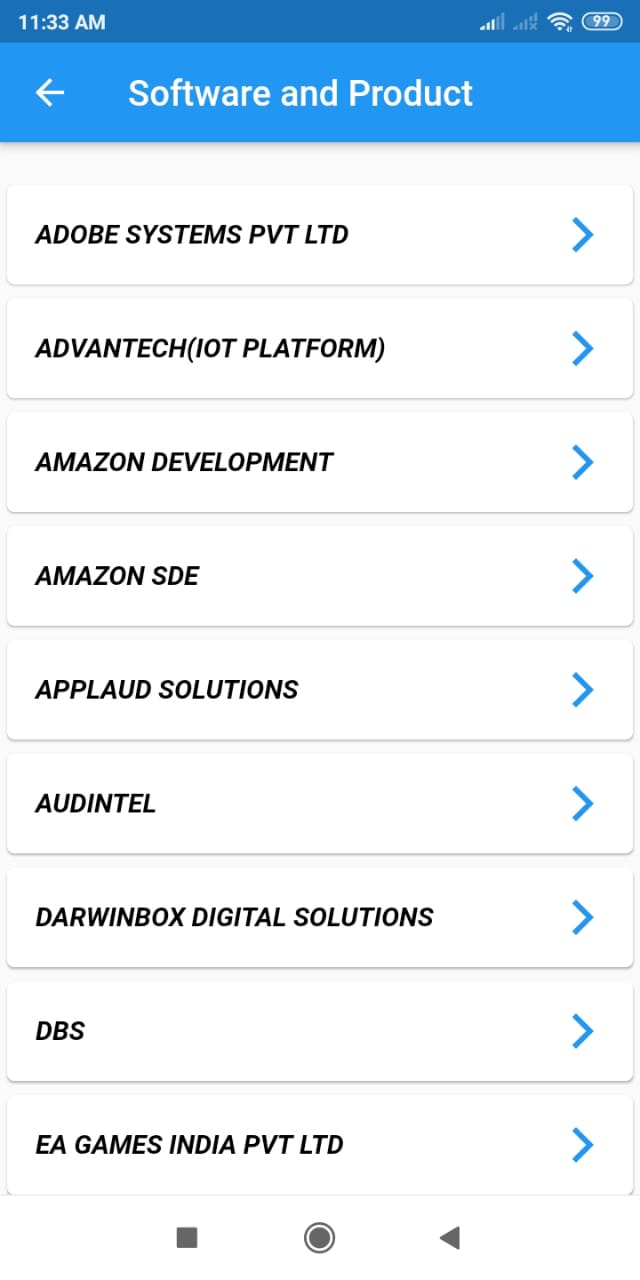 11:33 AM
99
Software and Product
ADOBE SYSTEMS PVT LTD
ADVANTECH(IOT PLATFORM)
AMAZON DEVELOPMENT
AMAZON SDE
APPLAUD SOLUTIONS
AUDINTEL
DARWINBOX DIGITAL SOLUTIONS
DBS
EA GAMES INDIA PVT LTD